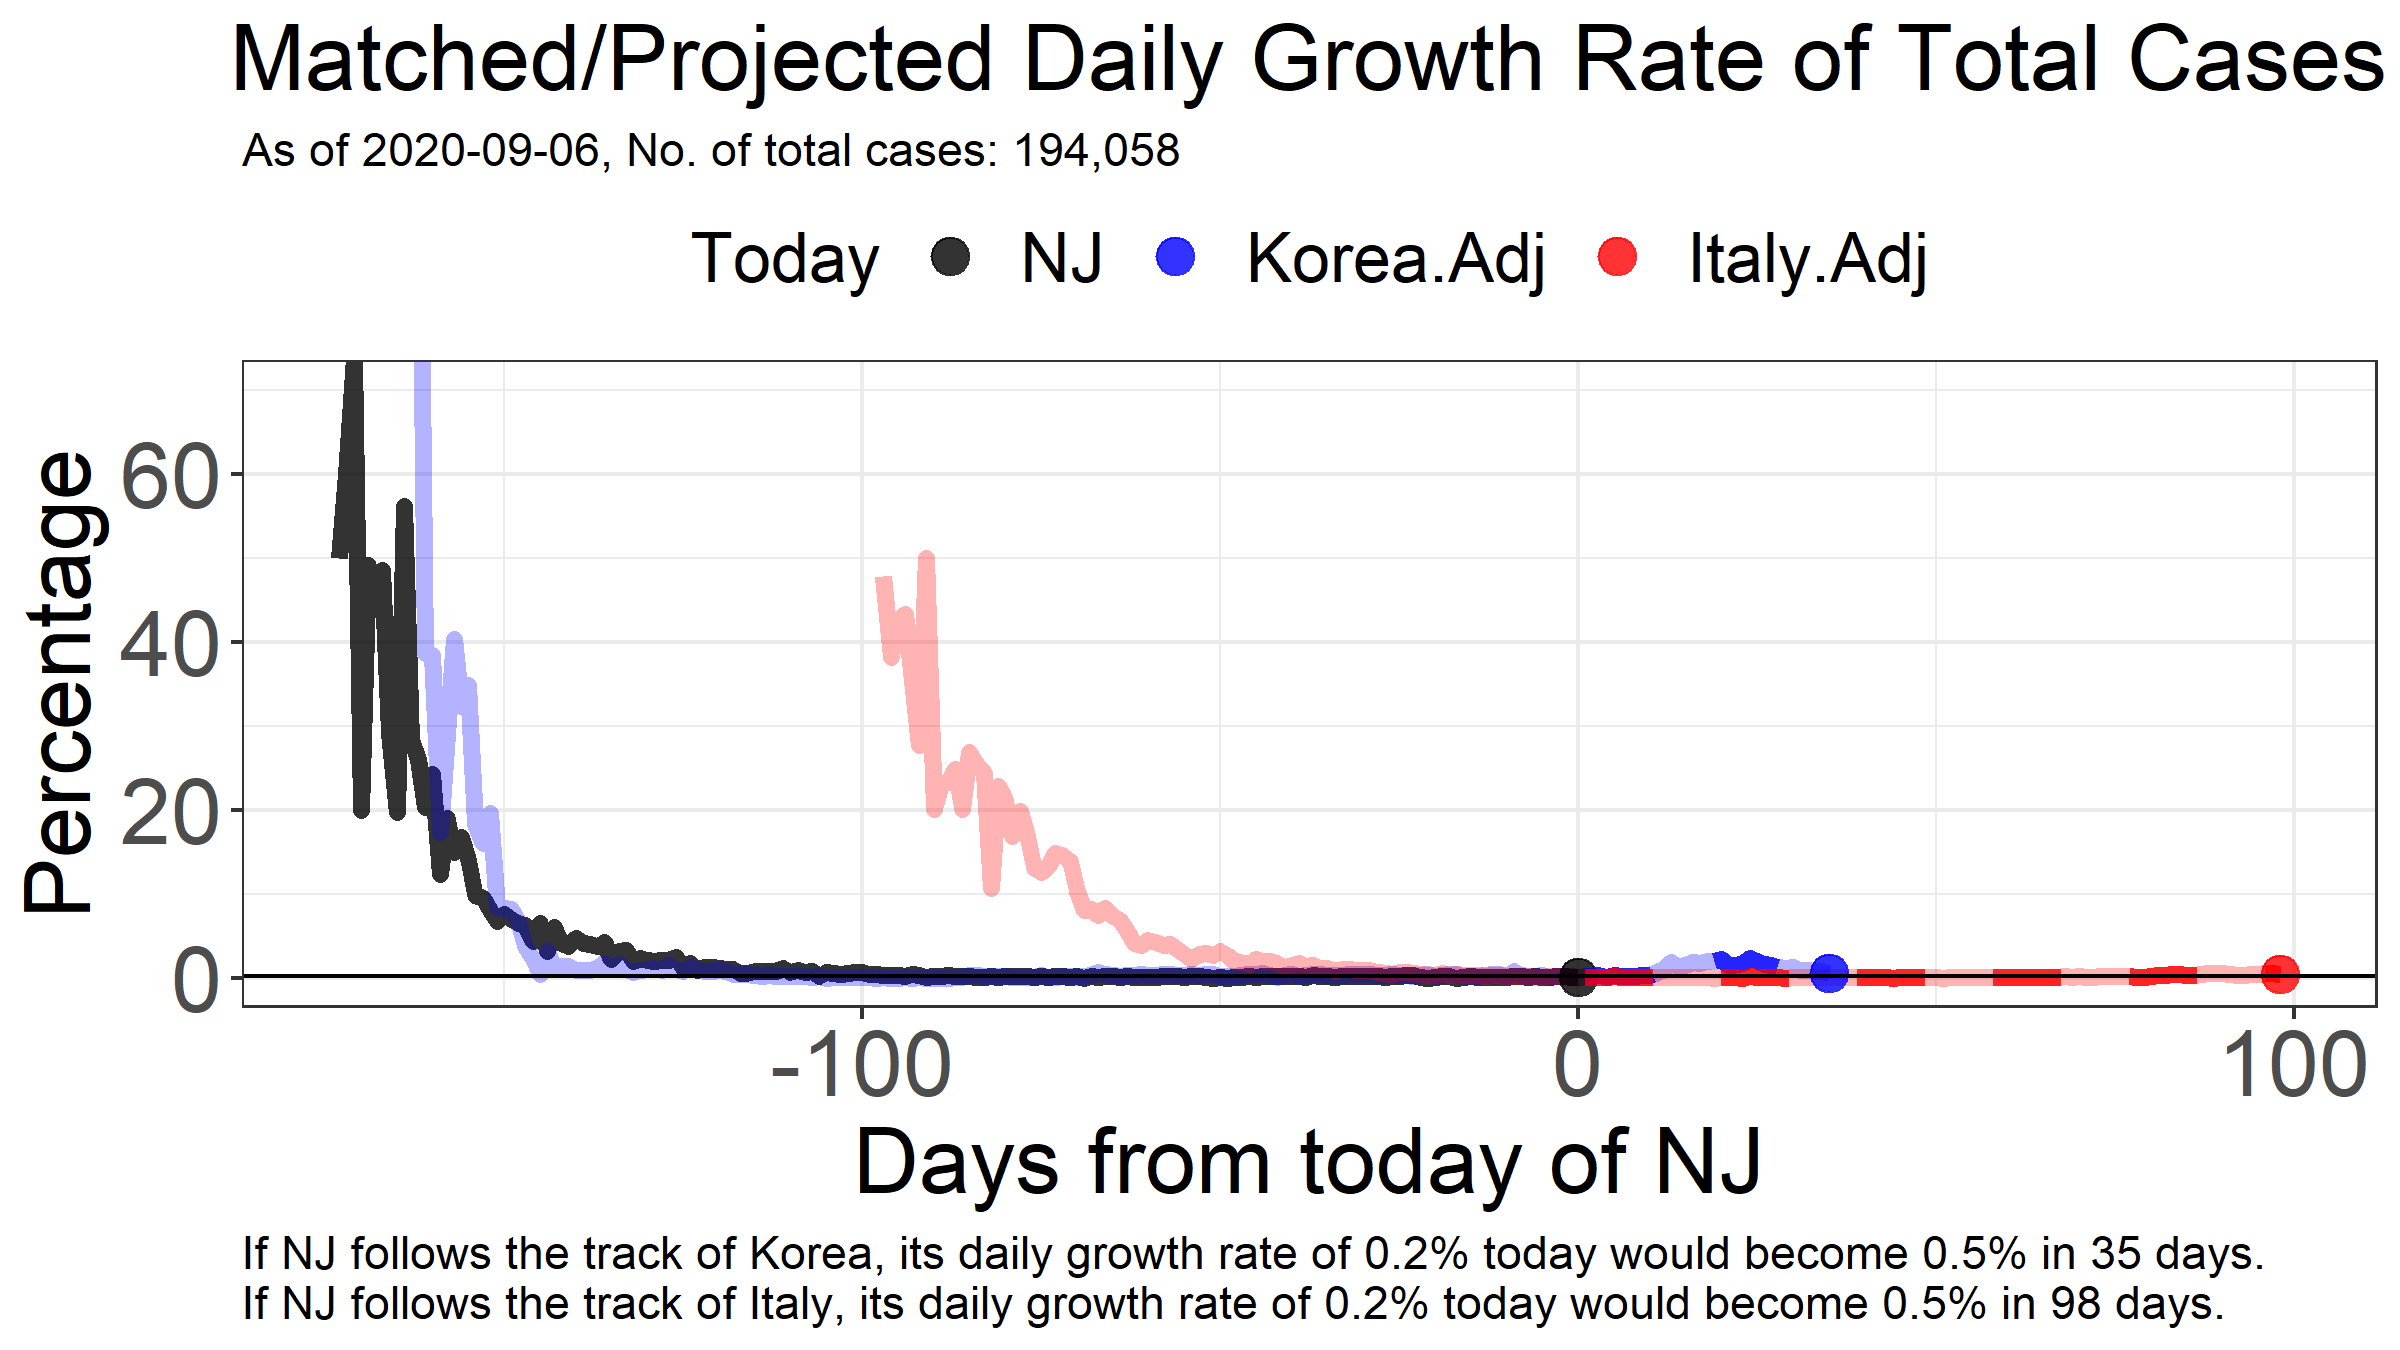 Matched/Projected Daily Growth Rate of Total Cases
As of 2020-09-06, No. of total cases: 194,058
Today NJ Korea.Adj Italy.Adj
Percentage
60
40
20
0
-100 0 100
Days from today of NJ
If NJ follows the track of Korea, its daily growth rate of 0.2% today would become 0.5% in 35 days.
If NJ follows the track of Italy, its daily growth rate of 0.2% today would become 0.5% in 98 days.